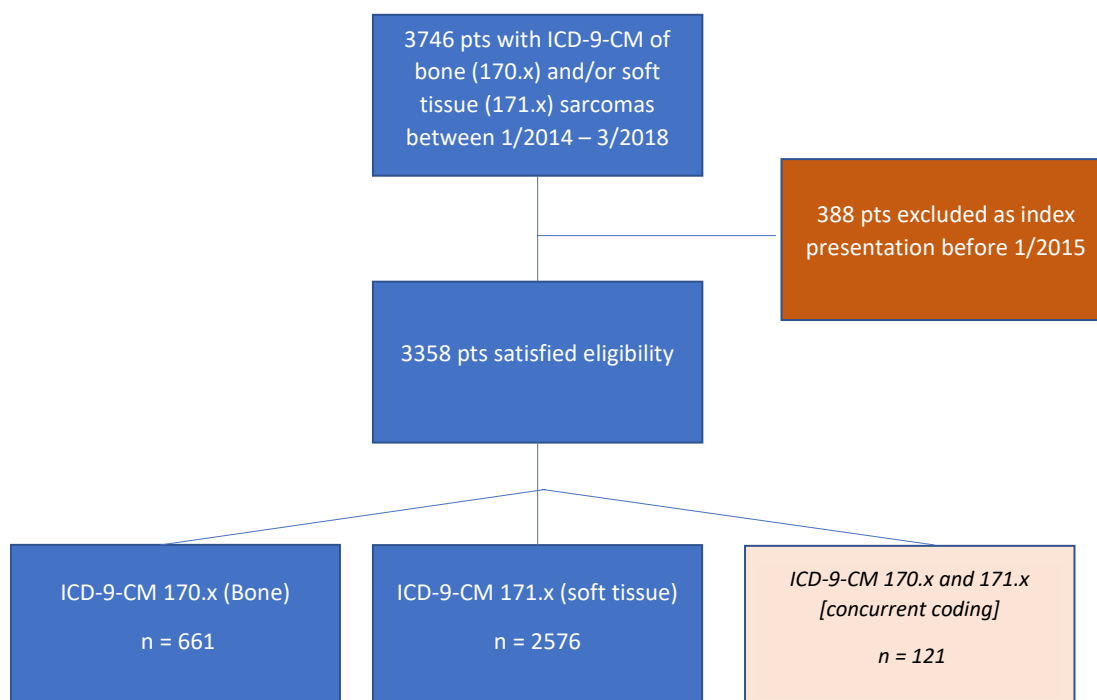 3746 pts with ICD-9-CM of
bone (170.x) and/or soft
tissue (171.x) sarcomas
between 1/2014 – 3/2018
388 pts excluded as index
presentation before 1/2015
3358 pts satisfied eligibility
ICD-9-CM 170.x (Bone)
n = 661
ICD-9-CM 171.x (soft tissue)
n = 2576
ICD-9-CM 170.x and 171.x
[concurrent coding]
n = 121